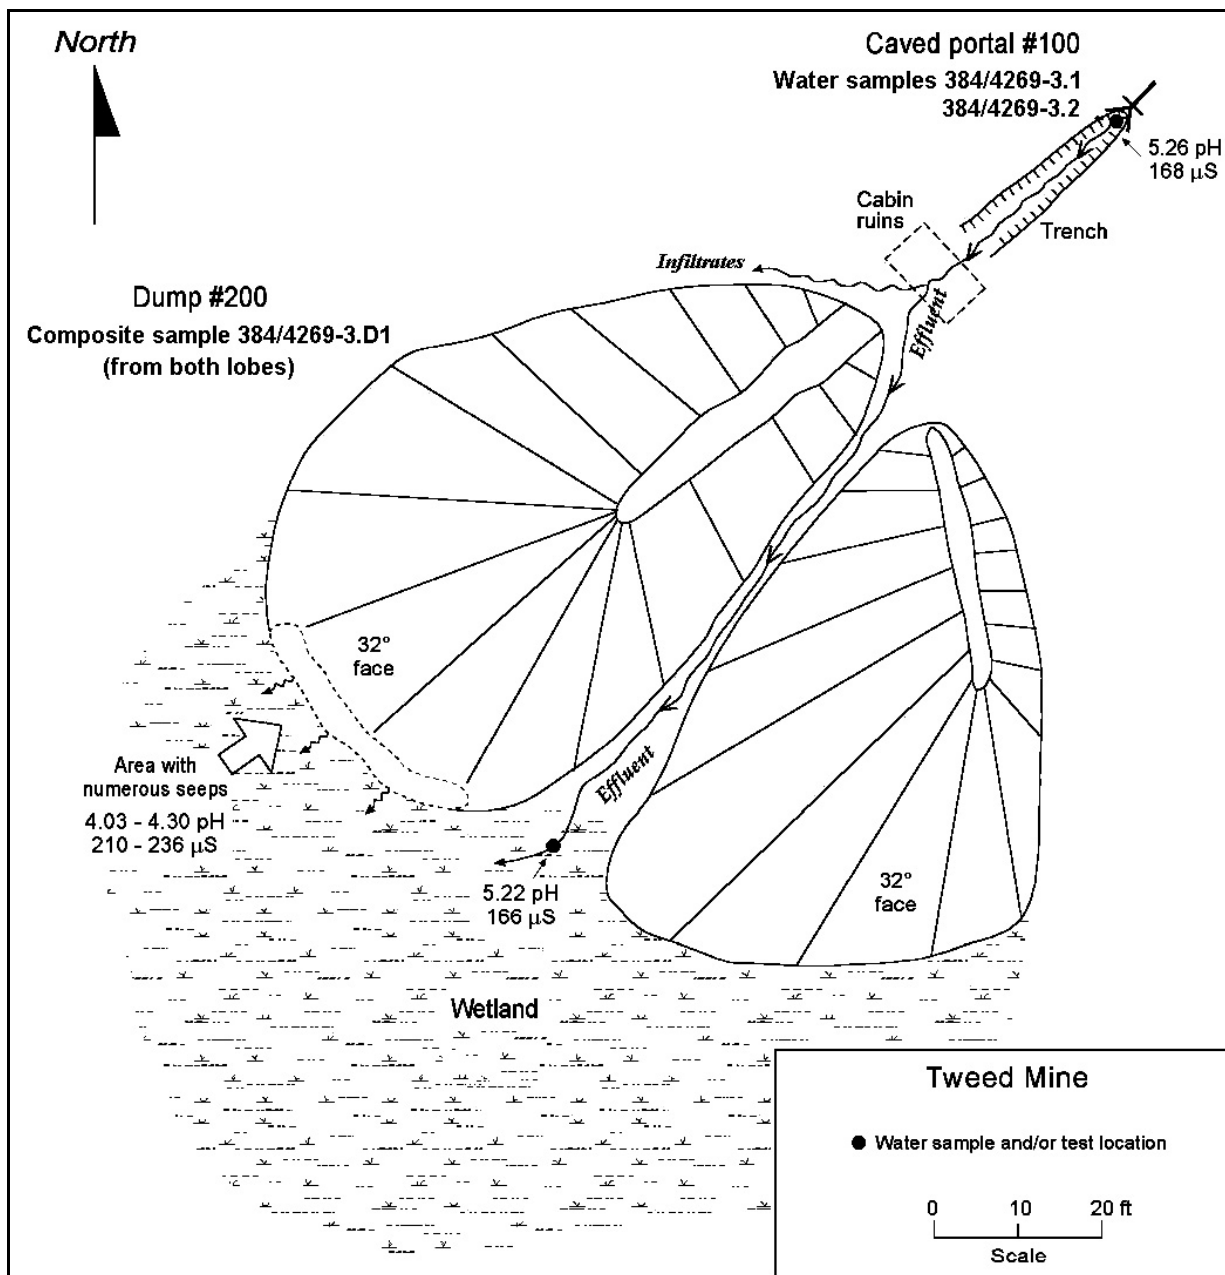 North
Caved portal #100
Water samples 384/4269-3.1
384/4269-3.2
5.26 pH
168 µS
Cabin
ruins
Trench
Infiltrates
Effluent
Dump #200
Composite sample 384/4269-3.D1
(from both lobes)
32°
face
Area with
numerous seeps
4.03 - 4.30 pH
210 - 236 µS
Effluent
5.22 pH
166 µS
32°
face
Wetland
Tweed Mine
Water sample and/or test location
0 10 20 ft
Scale